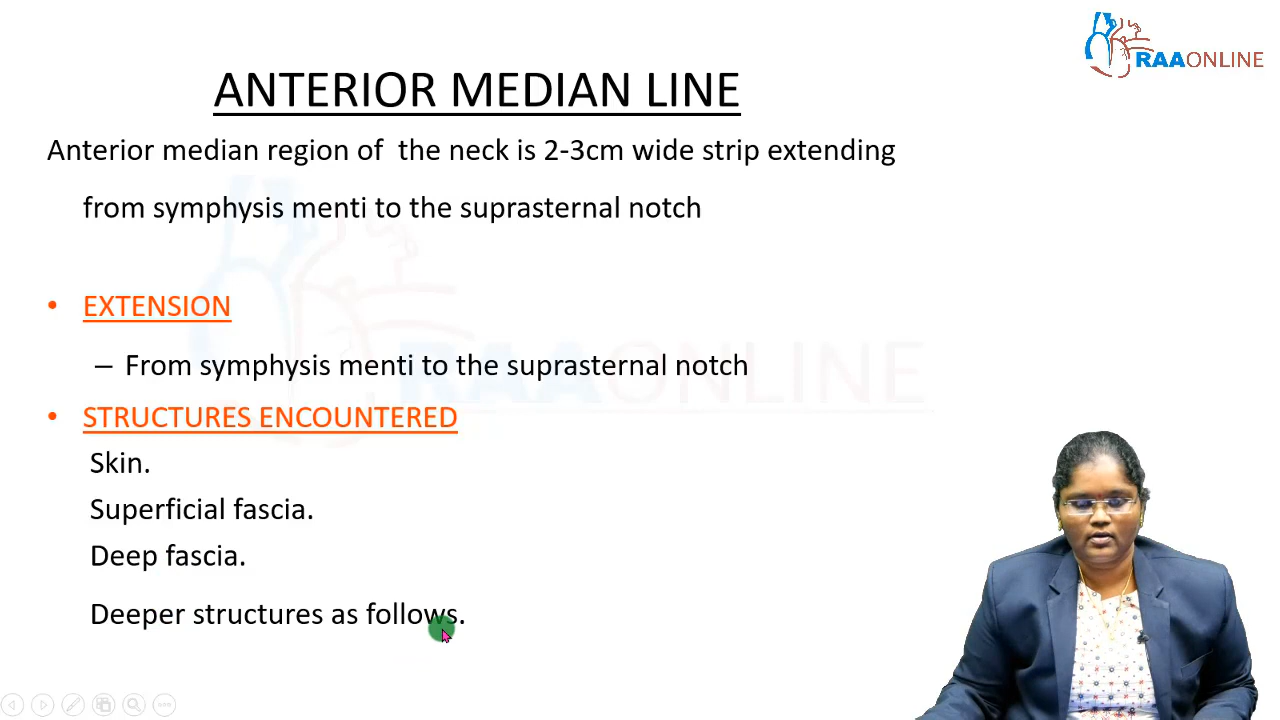 RAAONLINE
ANTERIOR MEDIAN LINE
Anterior median region of the neck is 2-3cm wide strip extending
from symphysis menti to the suprasternal notch
• EXTENSION
– From symphysis menti to the suprasternal notch
RAAONLINE
• STRUCTURES ENCOUNTERED
Skin.
Superficial fascia.
Deep fascia.
Deeper structures as follows.